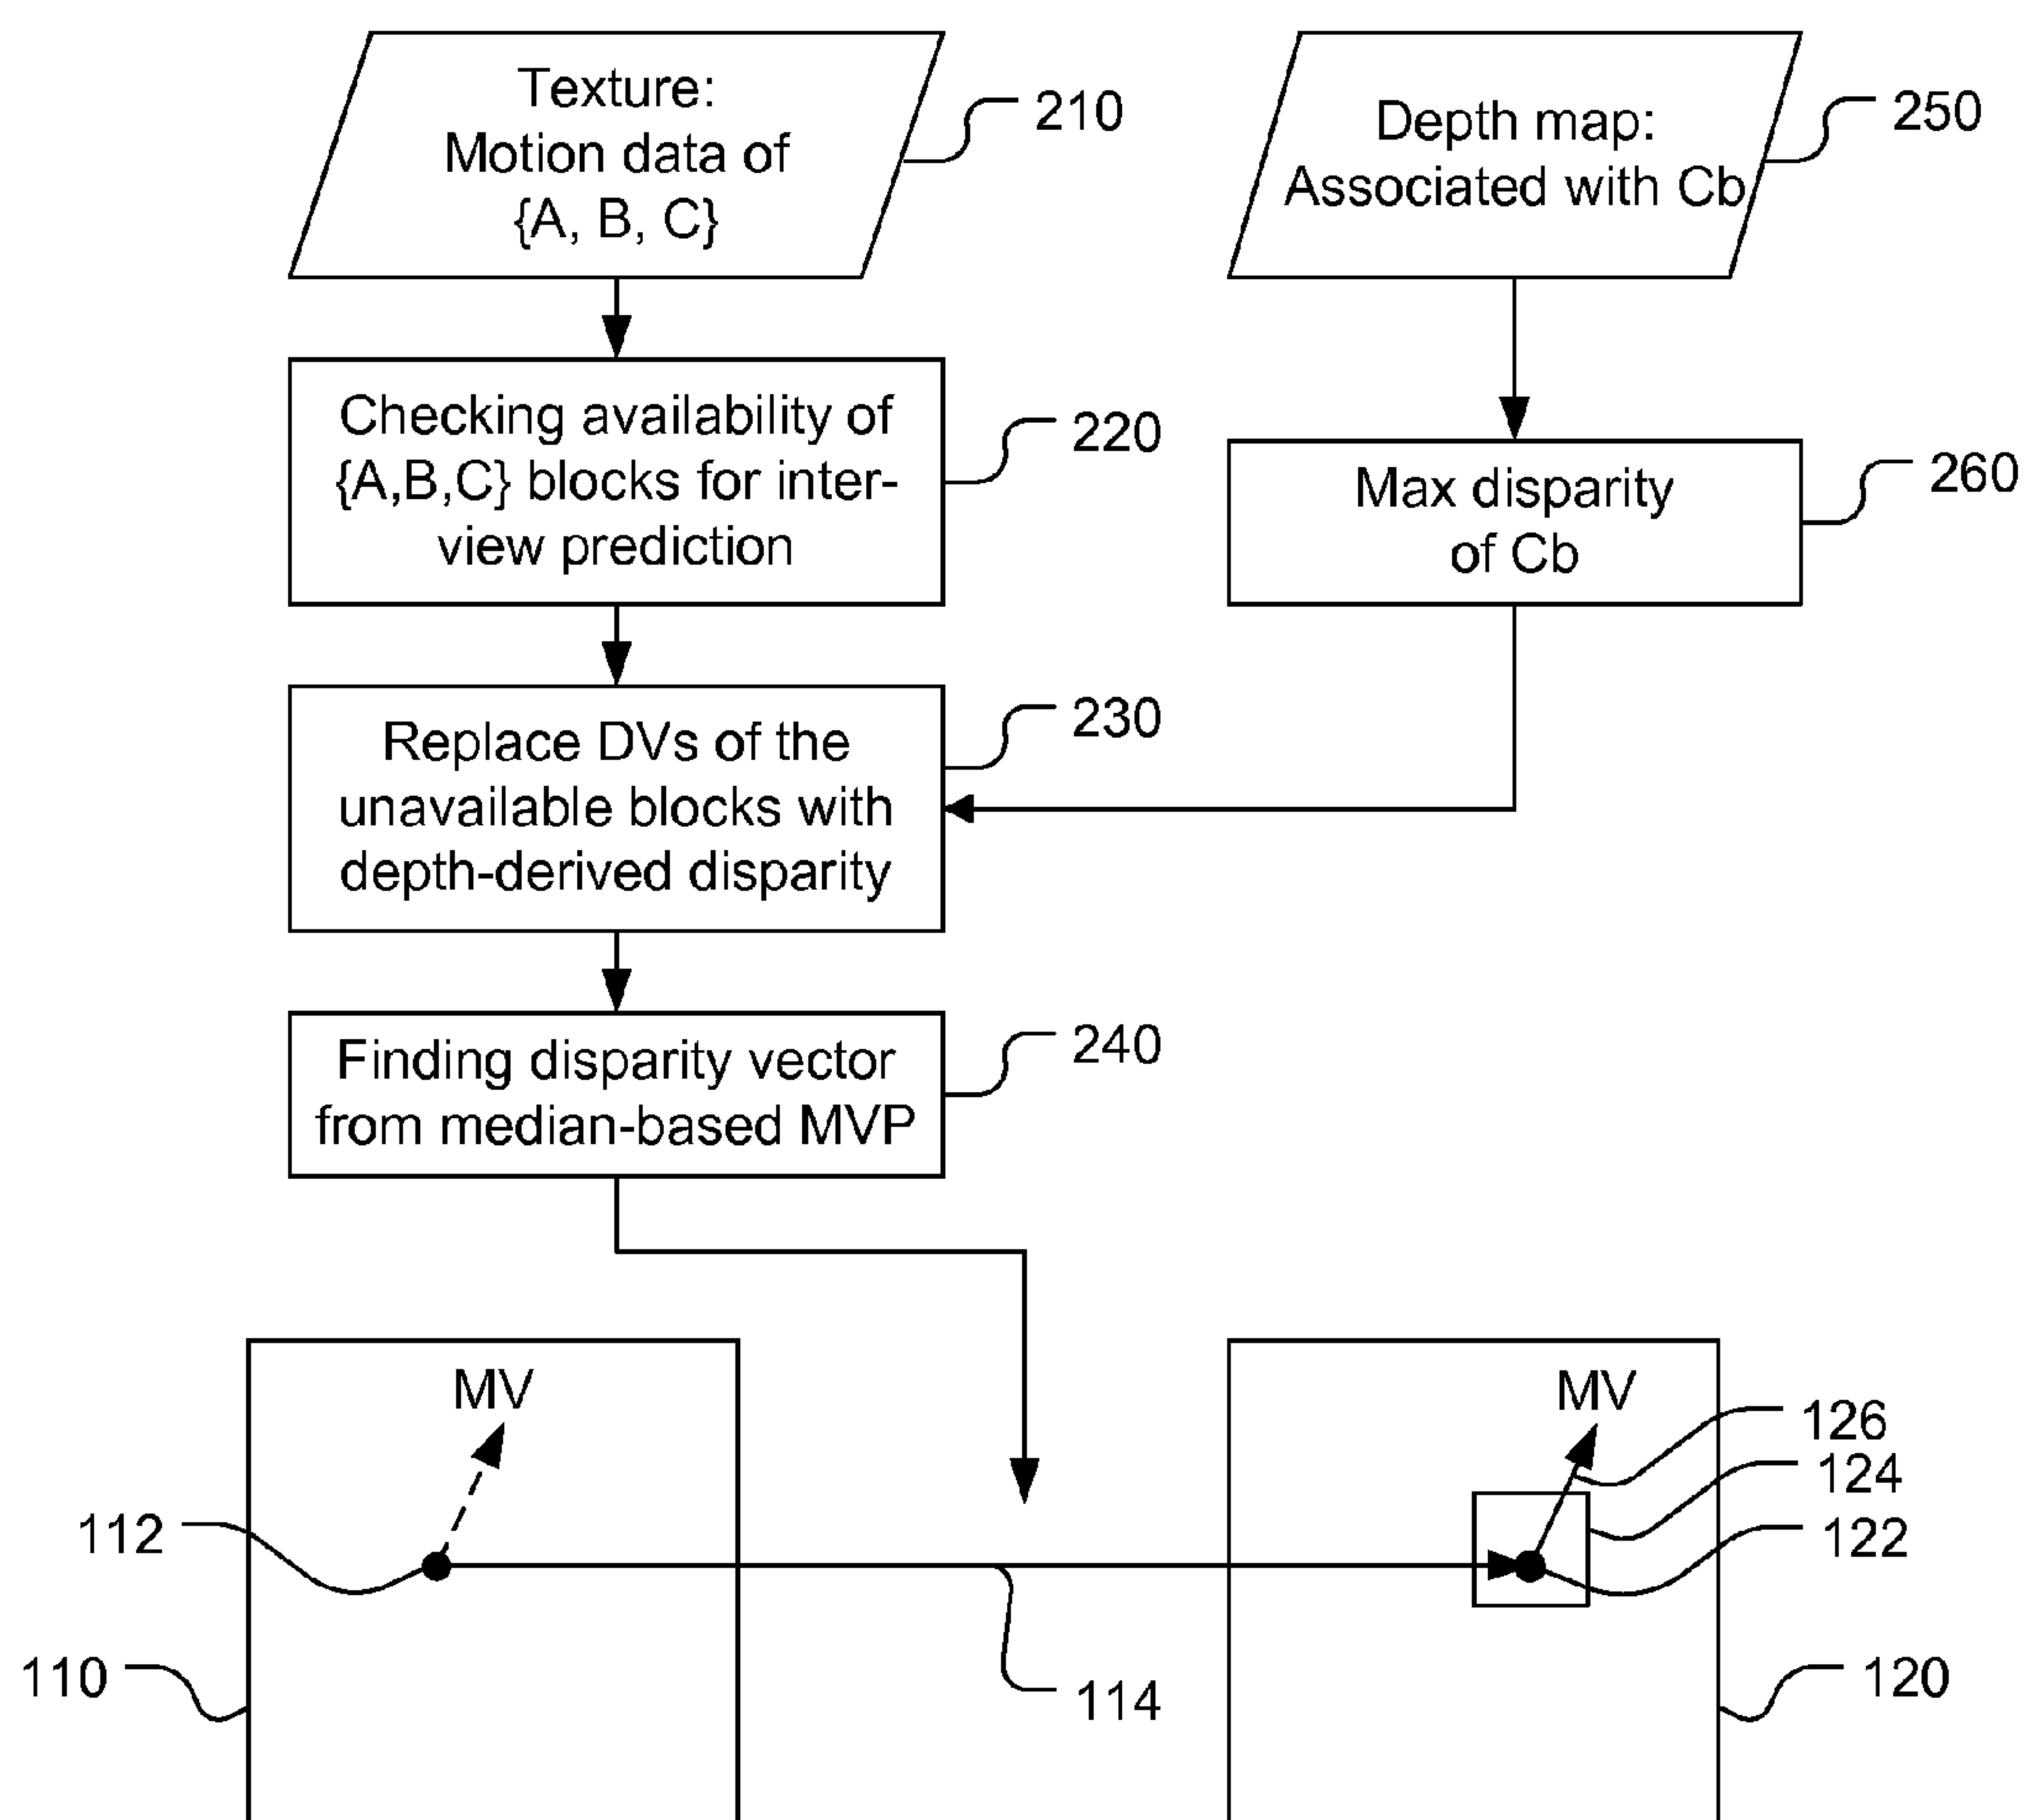 Texture:
Motion data of
{A, B, C}
210
Depth map:
Associated with Cb
250
Checking availability of
{A,B,C} blocks for inter-
view prediction
220
Max disparity
of Cb
260
Replace DVs of the
unavailable blocks with
depth-derived disparity
230
Finding disparity vector
from median-based MVP
240
MV
MV
126
124
122
112
110
114
120